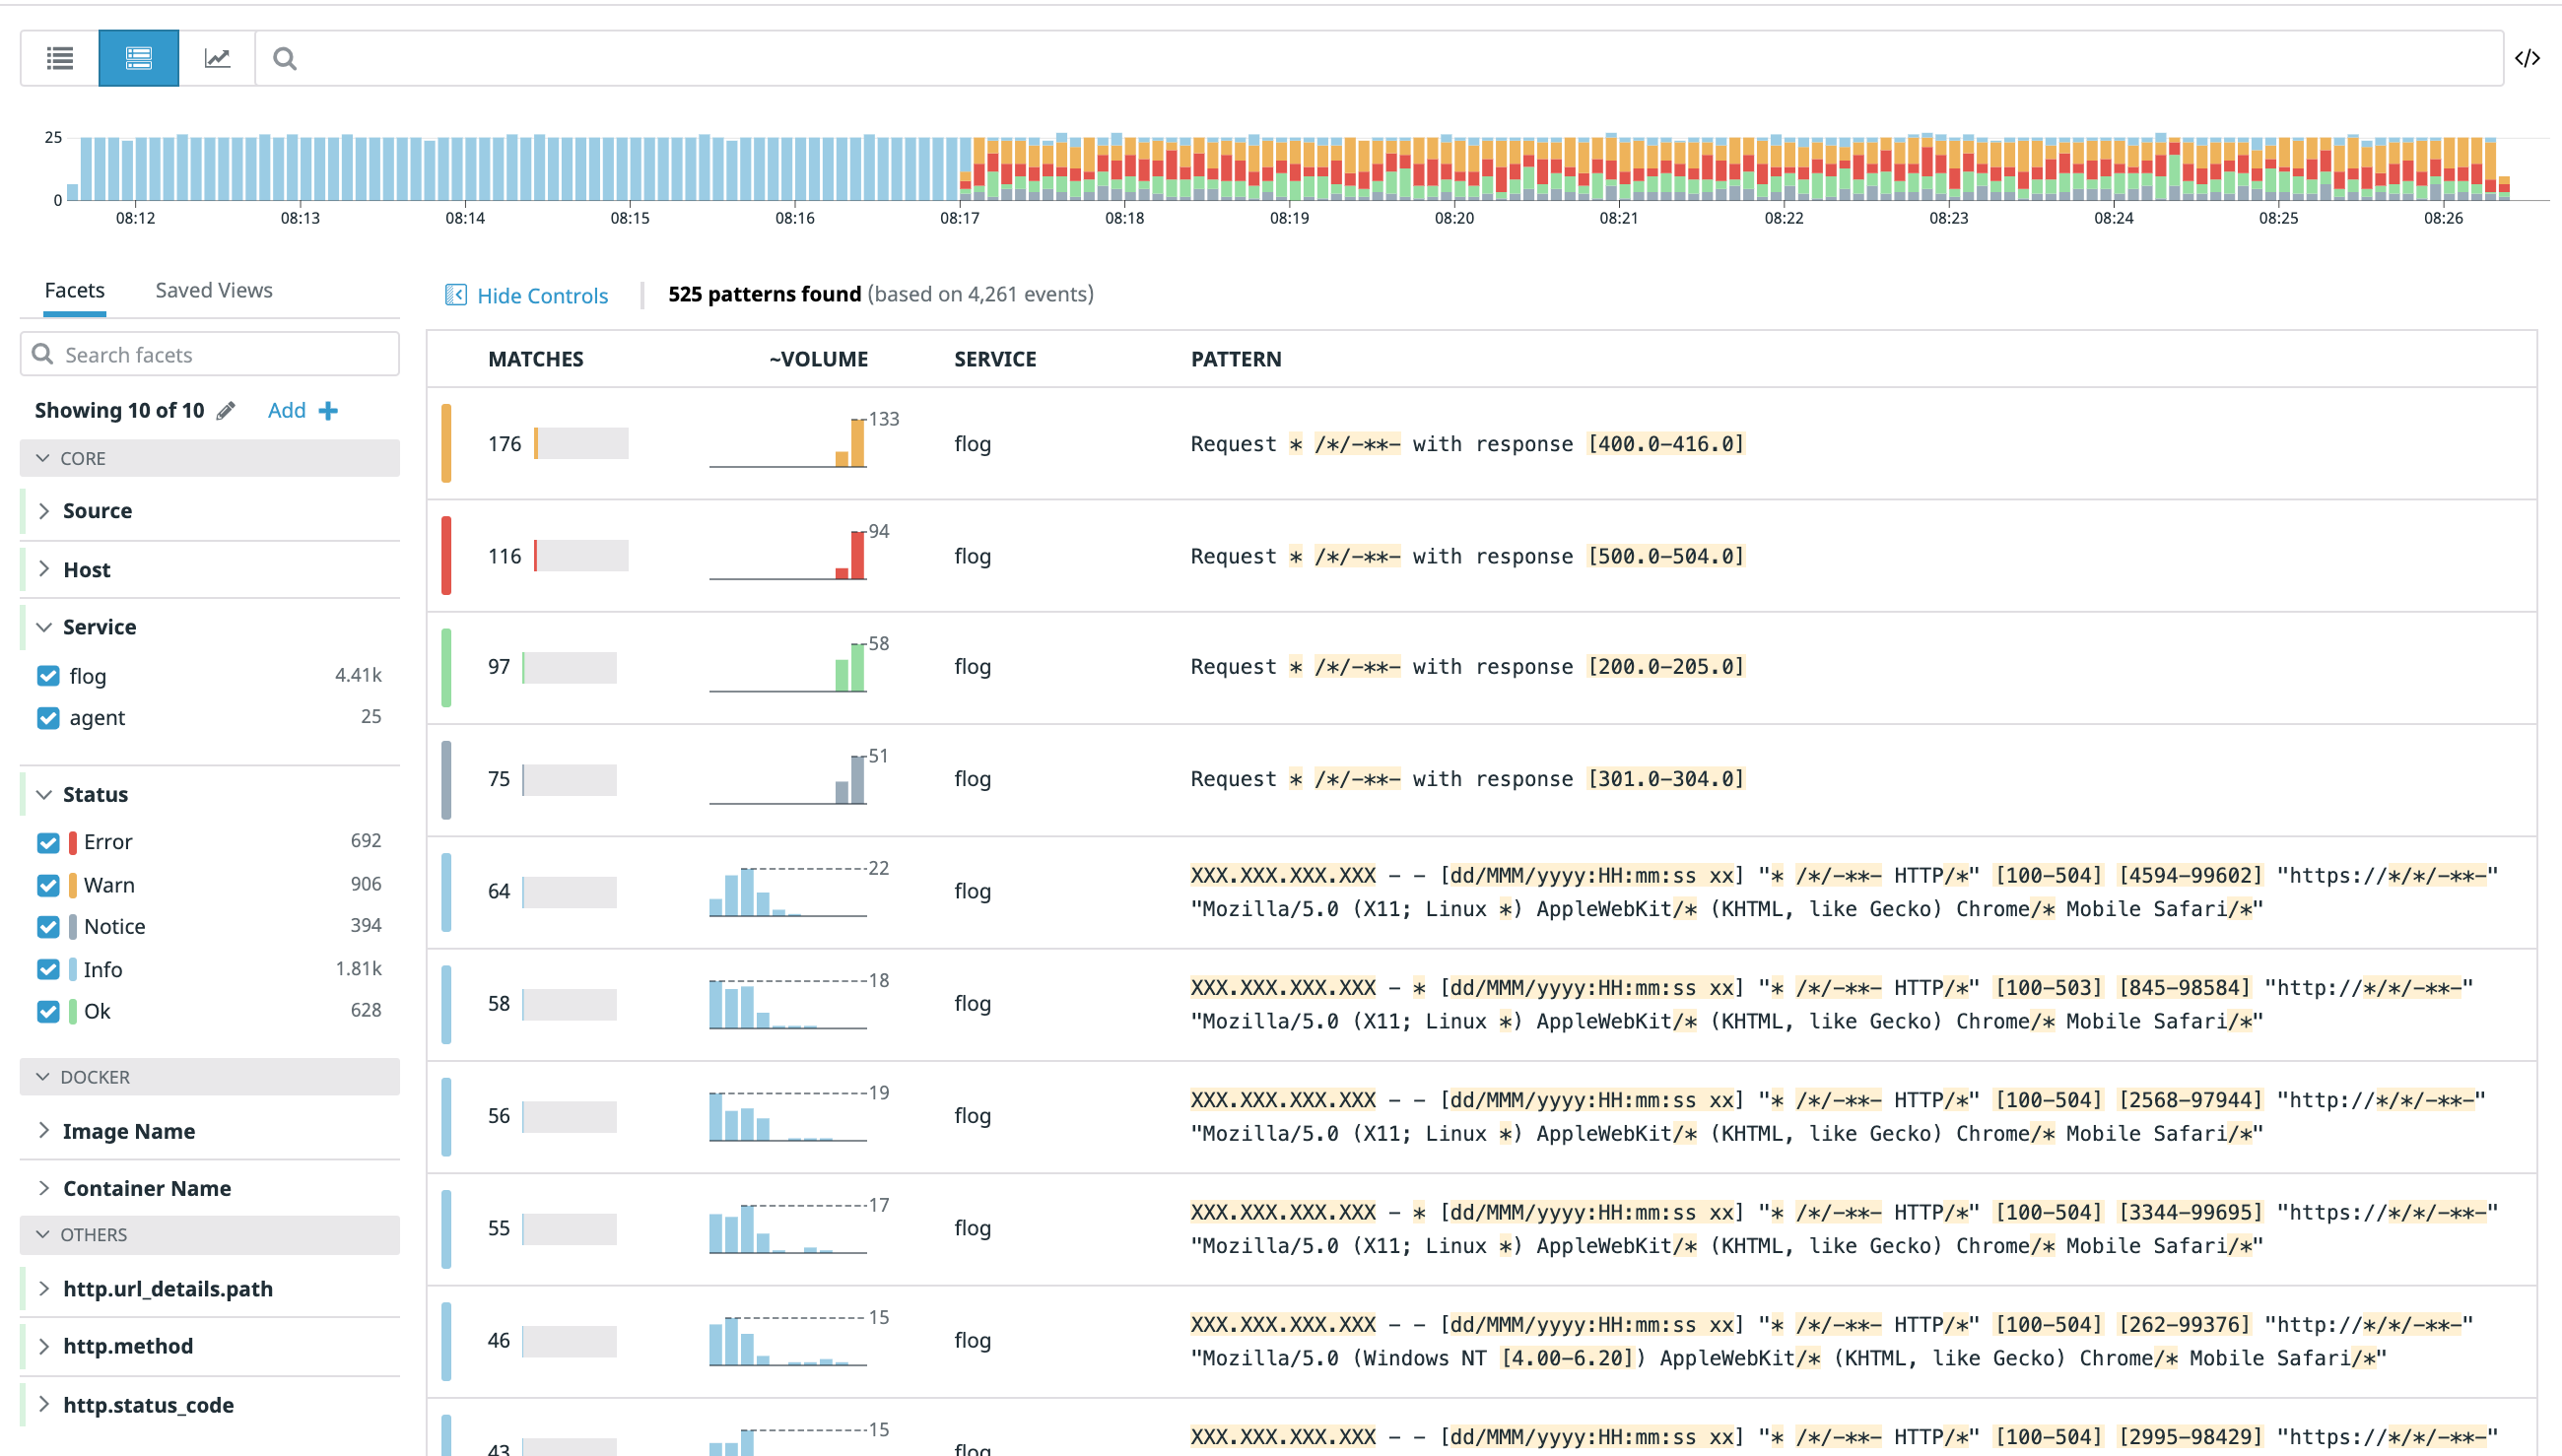 </>
25
0
08:12 08:13 08:14 08:15 08:16 08:17 08:18 08:19 08:20 08:21 08:22 08:23 08:24 08:25 08:26
Facets Saved Views
Search facets
Showing 10 of 10 Add
CORE
Source
Host
Service
flog 4.41k
agent 25
Status
Error 692
Warn 906
Notice 394
Info 1.81k
Ok 628
DOCKER
Image Name
Container Name
OTHERS
http.url_details.path
http.method
http.status_code
Hide Controls 525 patterns found (based on 4,261 events)
MATCHES ~VOLUME SERVICE PATTERN
176 133 flog Request * /*/-**- with response [400.0-416.0]
116 94 flog Request * /*/-**- with response [500.0-504.0]
97 58 flog Request * /*/-**- with response [200.0-205.0]
75 51 flog Request * /*/-**- with response [301.0-304.0]
64 22 flog XXX.XXX.XXX.XXX - - [dd/MMM/yyyy:HH:mm:ss xx] "* /*/-**- HTTP/*" [100-504] [4594-99602] "https://*/*/-**-"
"Mozilla/5.0 (X11; Linux *) AppleWebKit/* (KHTML, like Gecko) Chrome/* Mobile Safari/*"
58 18 flog XXX.XXX.XXX.XXX - * [dd/MMM/yyyy:HH:mm:ss xx] "* /*/-**- HTTP/*" [100-503] [845-98584] "http://*/*/-**-"
"Mozilla/5.0 (X11; Linux *) AppleWebKit/* (KHTML, like Gecko) Chrome/* Mobile Safari/*"
56 19 flog XXX.XXX.XXX.XXX - - [dd/MMM/yyyy:HH:mm:ss xx] "* /*/-**- HTTP/*" [100-504] [2568-97944] "http://*/*/-**-"
"Mozilla/5.0 (X11; Linux *) AppleWebKit/* (KHTML, like Gecko) Chrome/* Mobile Safari/*"
55 17 flog XXX.XXX.XXX.XXX - * [dd/MMM/yyyy:HH:mm:ss xx] "* /*/-**- HTTP/*" [100-504] [3344-99695] "https://*/*/-**-"
"Mozilla/5.0 (X11; Linux *) AppleWebKit/* (KHTML, like Gecko) Chrome/* Mobile Safari/*"
46 15 flog XXX.XXX.XXX.XXX - - [dd/MMM/yyyy:HH:mm:ss xx] "* /*/-**- HTTP/*" [100-504] [262-99376] "http://*/*/-**-"
"Mozilla/5.0 (Windows NT [4.00-6.20]) AppleWebKit/* (KHTML, like Gecko) Chrome/* Mobile Safari/*"
43 15 flog XXX.XXX.XXX.XXX - - [dd/MMM/yyyy:HH:mm:ss xx] "* /*/-**- HTTP/*" [100-504] [2995-98429] "https://*/*/-**-"